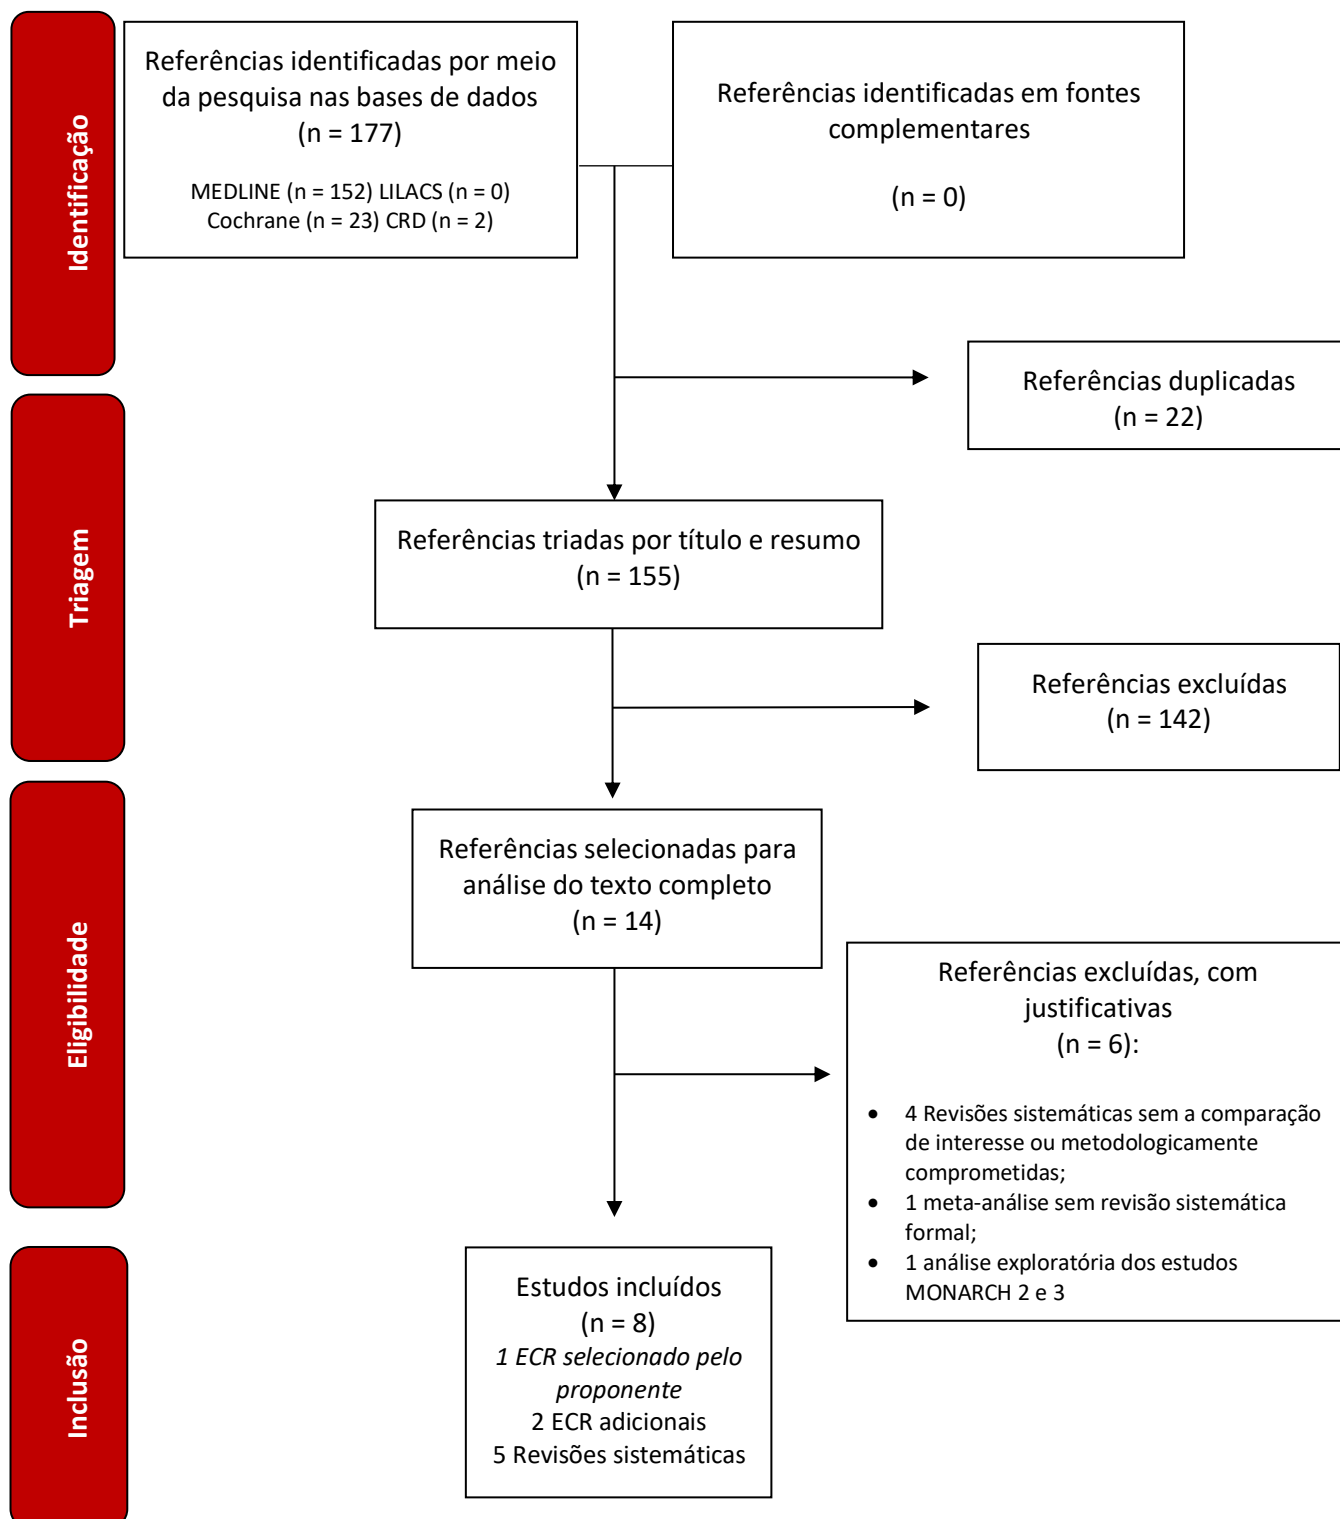 Identificação
Referências identificadas por meio
da pesquisa nas bases de dados
(n = 177)
MEDLINE (n = 152) LILACS (n = 0)
Cochrane (n = 23) CRD (n = 2)
Referências identificadas em fontes
complementares
(n = 0)
Referências duplicadas
(n = 22)
Triagem
Referências triadas por título e resumo
(n = 155)
Referências excluídas
(n = 142)
Eligibilidade
Referências selecionadas para
análise do texto completo
(n = 14)
Referências excluídas, com
justificativas
(n = 6):
• 4 Revisões sistemáticas sem a comparação
de interesse ou metodologicamente
comprometidas;
• 1 meta-análise sem revisão sistemática
formal;
• 1 análise exploratória dos estudos
MONARCH 2 e 3
Inclusão
Estudos incluídos
(n = 8)
1 ECR selecionado pelo
proponente
2 ECR adicionais
5 Revisões sistemáticas